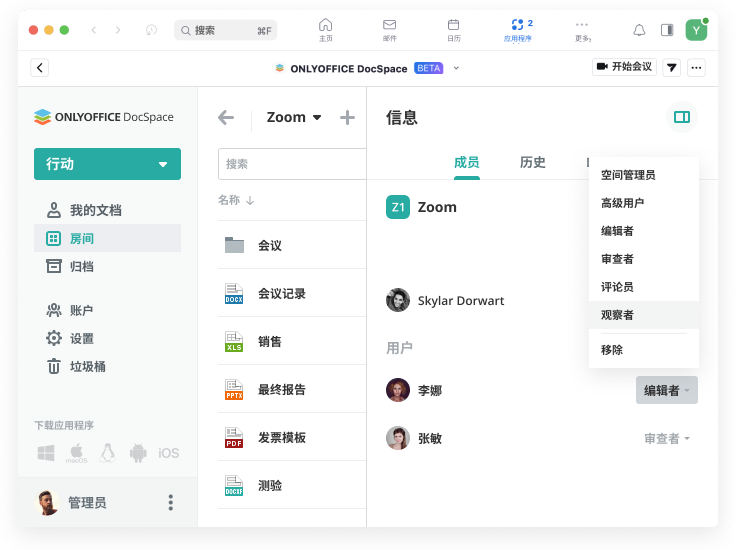 搜索 ⌘F
主页
邮件
日历
2
应用程序
更多
Y
ONLYOFFICE DocSpace BETA
开始会议
ONLYOFFICE DocSpace
行动
我的文档
房间
归档
账户
设置
垃圾桶
下载应用程序
macOS
iOS
管理员
Zoom
搜索
名称
会议
DOCX 会议记录
XLS 销售
PPTX 最终报告
PDF 发票模板
DOCXF 测验
信息
成员
历史
Z1 Zoom
Skylar Dorwart
用户
李娜
编辑者
张敏
审查者
空间管理员
高级用户
编辑者
审查者
评论员
观察者
移除